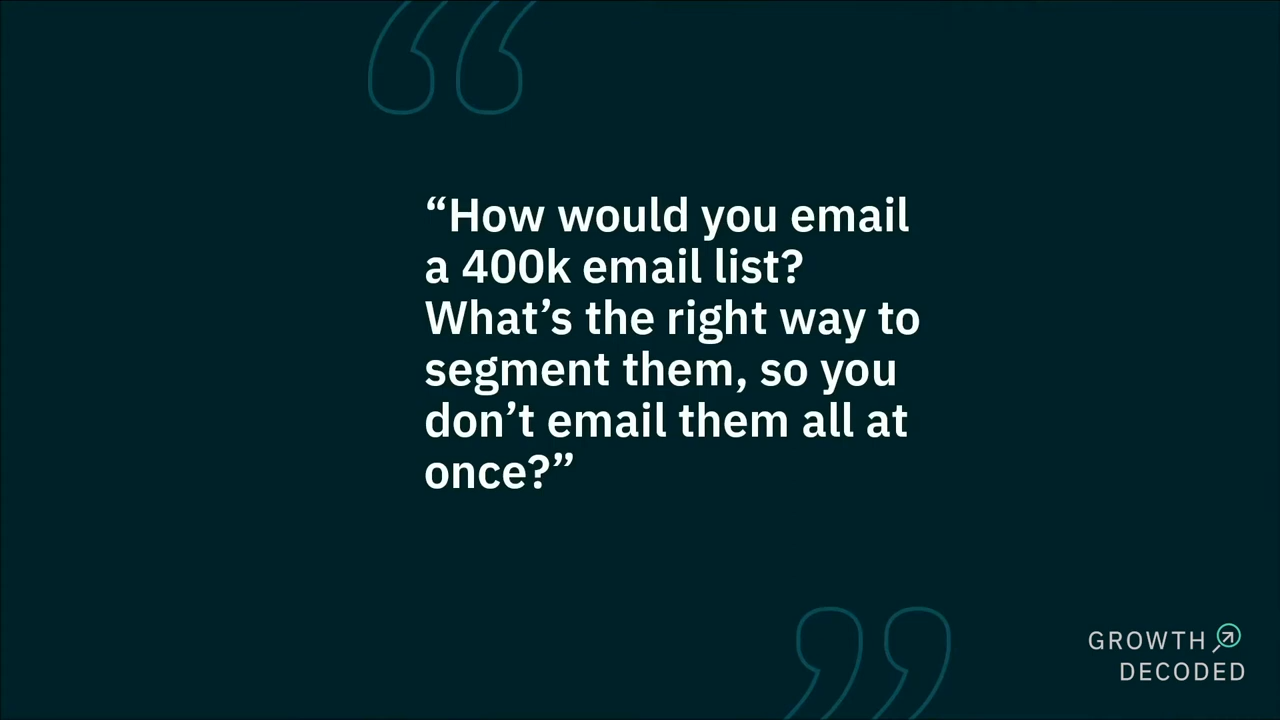 “How would you email
a 400k email list?
What’s the right way to
segment them, so you
don’t email them all at
once?”
GROWTH
DECODED